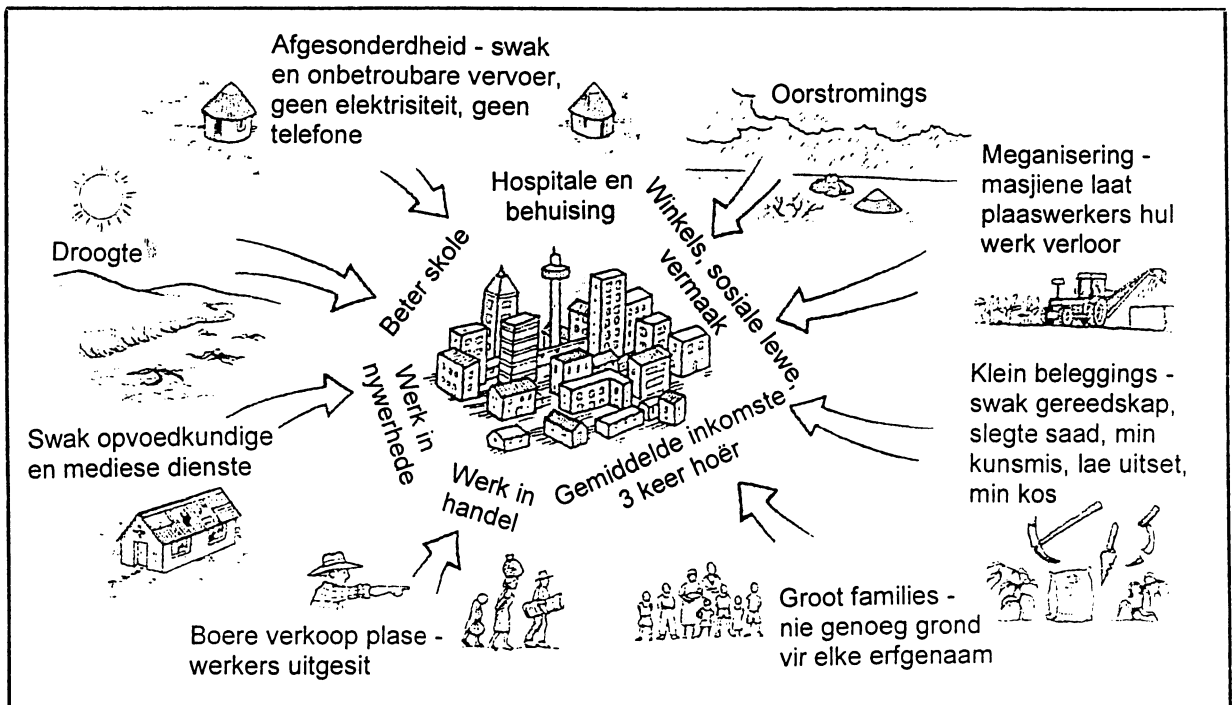 Afgesonderdheid - swak
en onbetroubare vervoer,
geen elektrisiteit, geen
telefone
Oorstromings
Meganisering -
masjiene laat
plaaswerkers hul
werk verloor
Droogte
Hospitale en
behuising
Beter skole
Winkels, sosiale lewe,
vermaak
Werk in
nywerhede
Werk in
handel
Gemiddelde inkomste
3 keer hoër
Klein beleggings -
swak gereedskap,
slegte saad, min
kunsmis, lae uitset,
min kos
Swak opvoedkundige
en mediese dienste
Boere verkoop plase -
werkers uitgesit
Groot families -
nie genoeg grond
vir elke erfgenaam